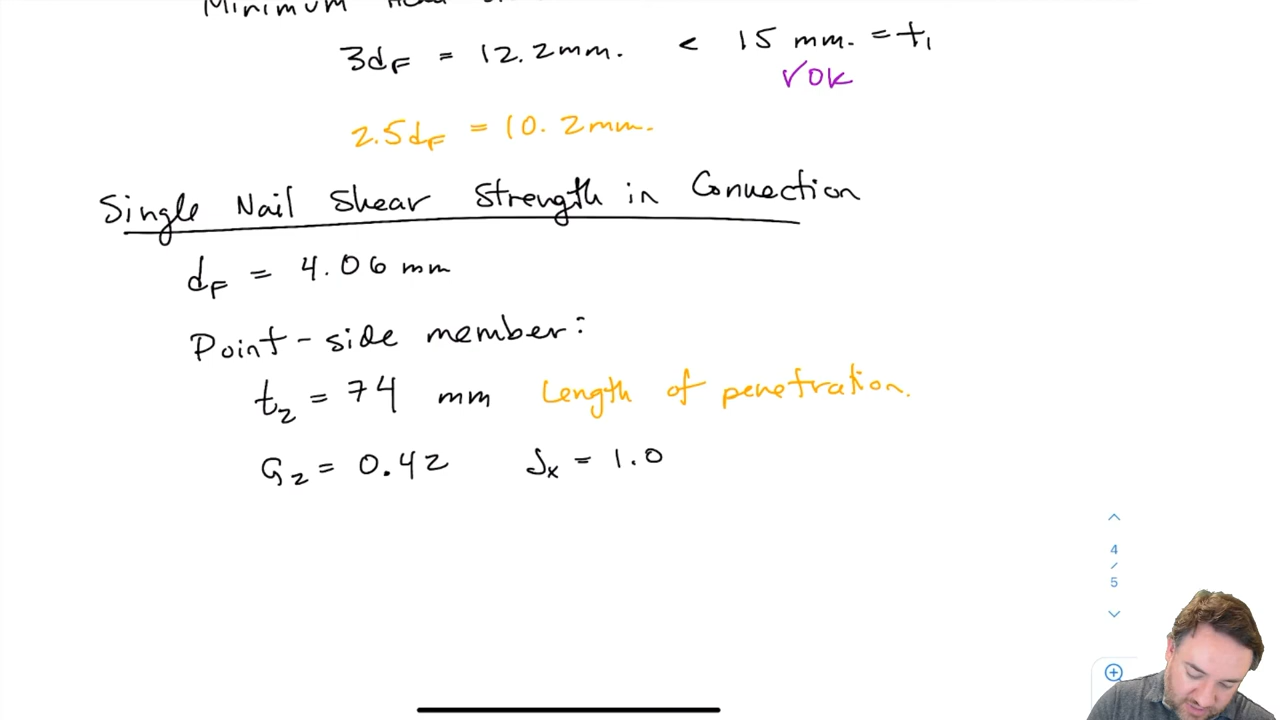 Minimum
3dF = 12.2mm. < 15 mm. = t1
✓OK
2.5dF = 10.2mm.
Single Nail Shear Strength in Connection
dF = 4.06 mm
Point-side member:
t2 = 74 mm Length of penetration.
G2 = 0.42 Jx = 1.0
4
/
5